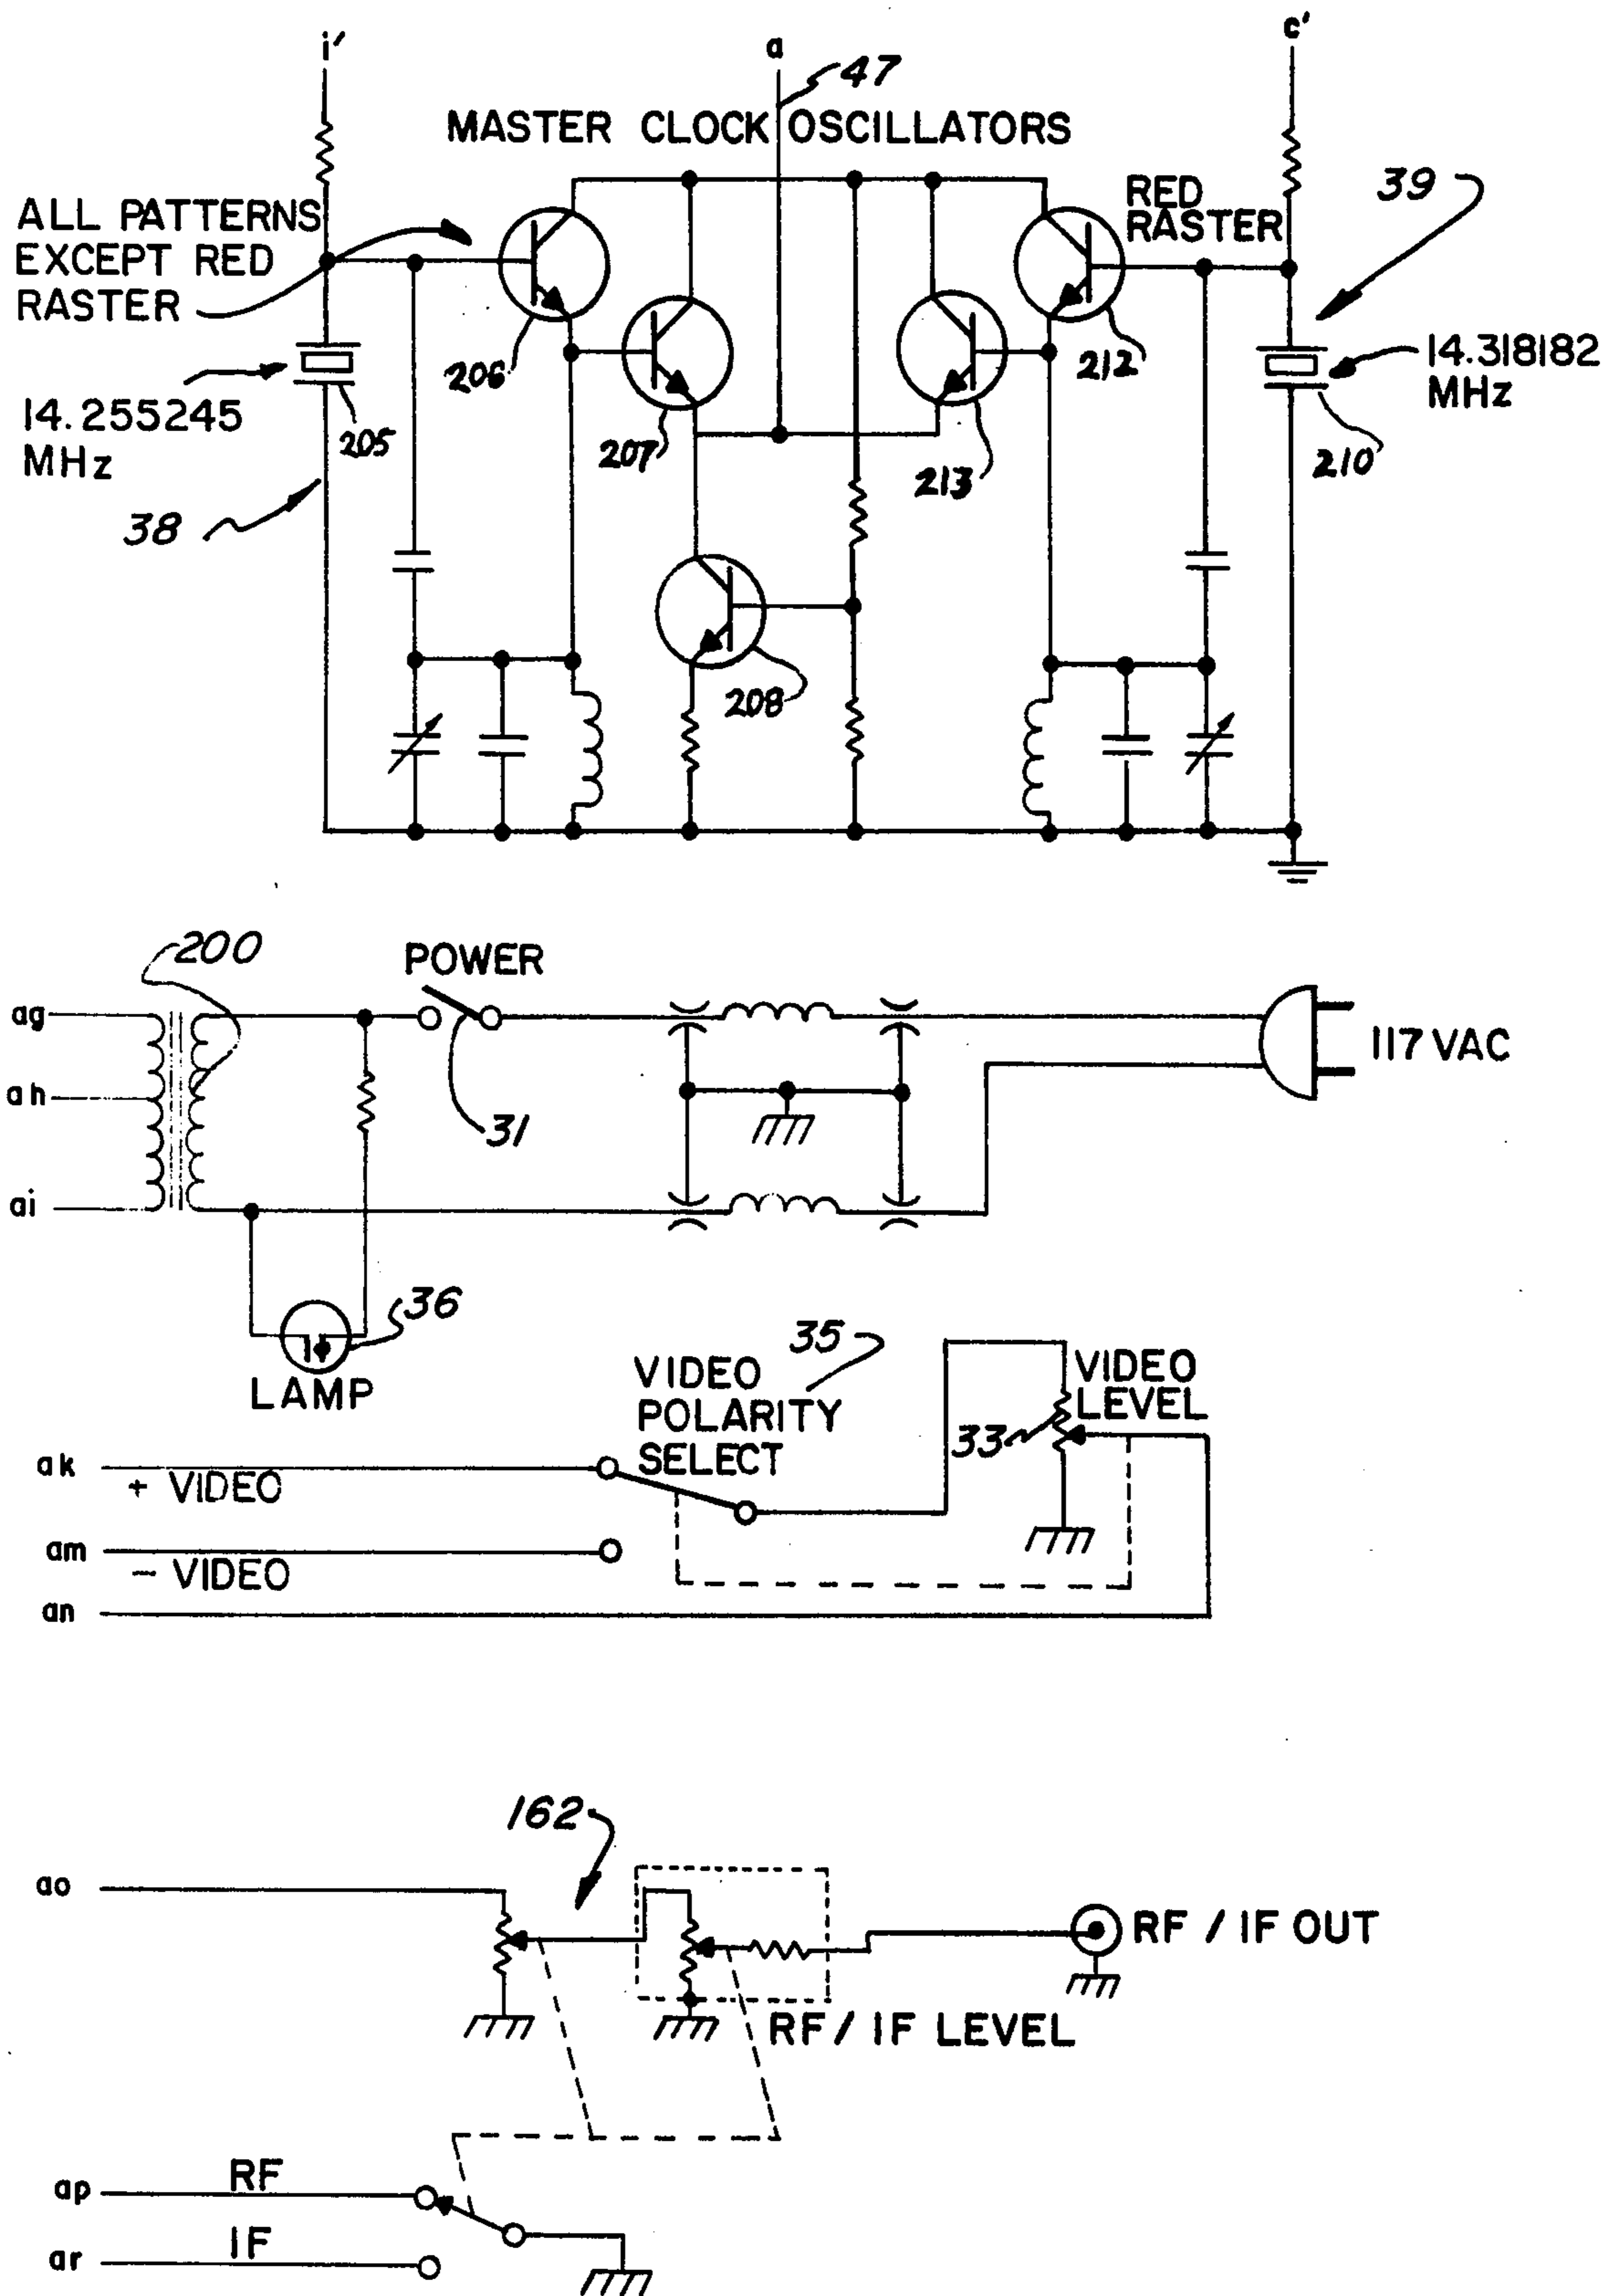 i′
a
c′
47
MASTER CLOCK OSCILLATORS
39
RED
RASTER
ALL PATTERNS
EXCEPT RED
RASTER
206
212
14.318182
MHz
14.255245
MHz
205
207
213
210
38
208
200
POWER
ag
117 VAC
ah
31
ai
36
LAMP
35
VIDEO
POLARITY
SELECT
VIDEO
LEVEL
33
ak
+ VIDEO
am
- VIDEO
an
162
ao
RF / IF OUT
RF / IF LEVEL
ap
RF
ar
IF